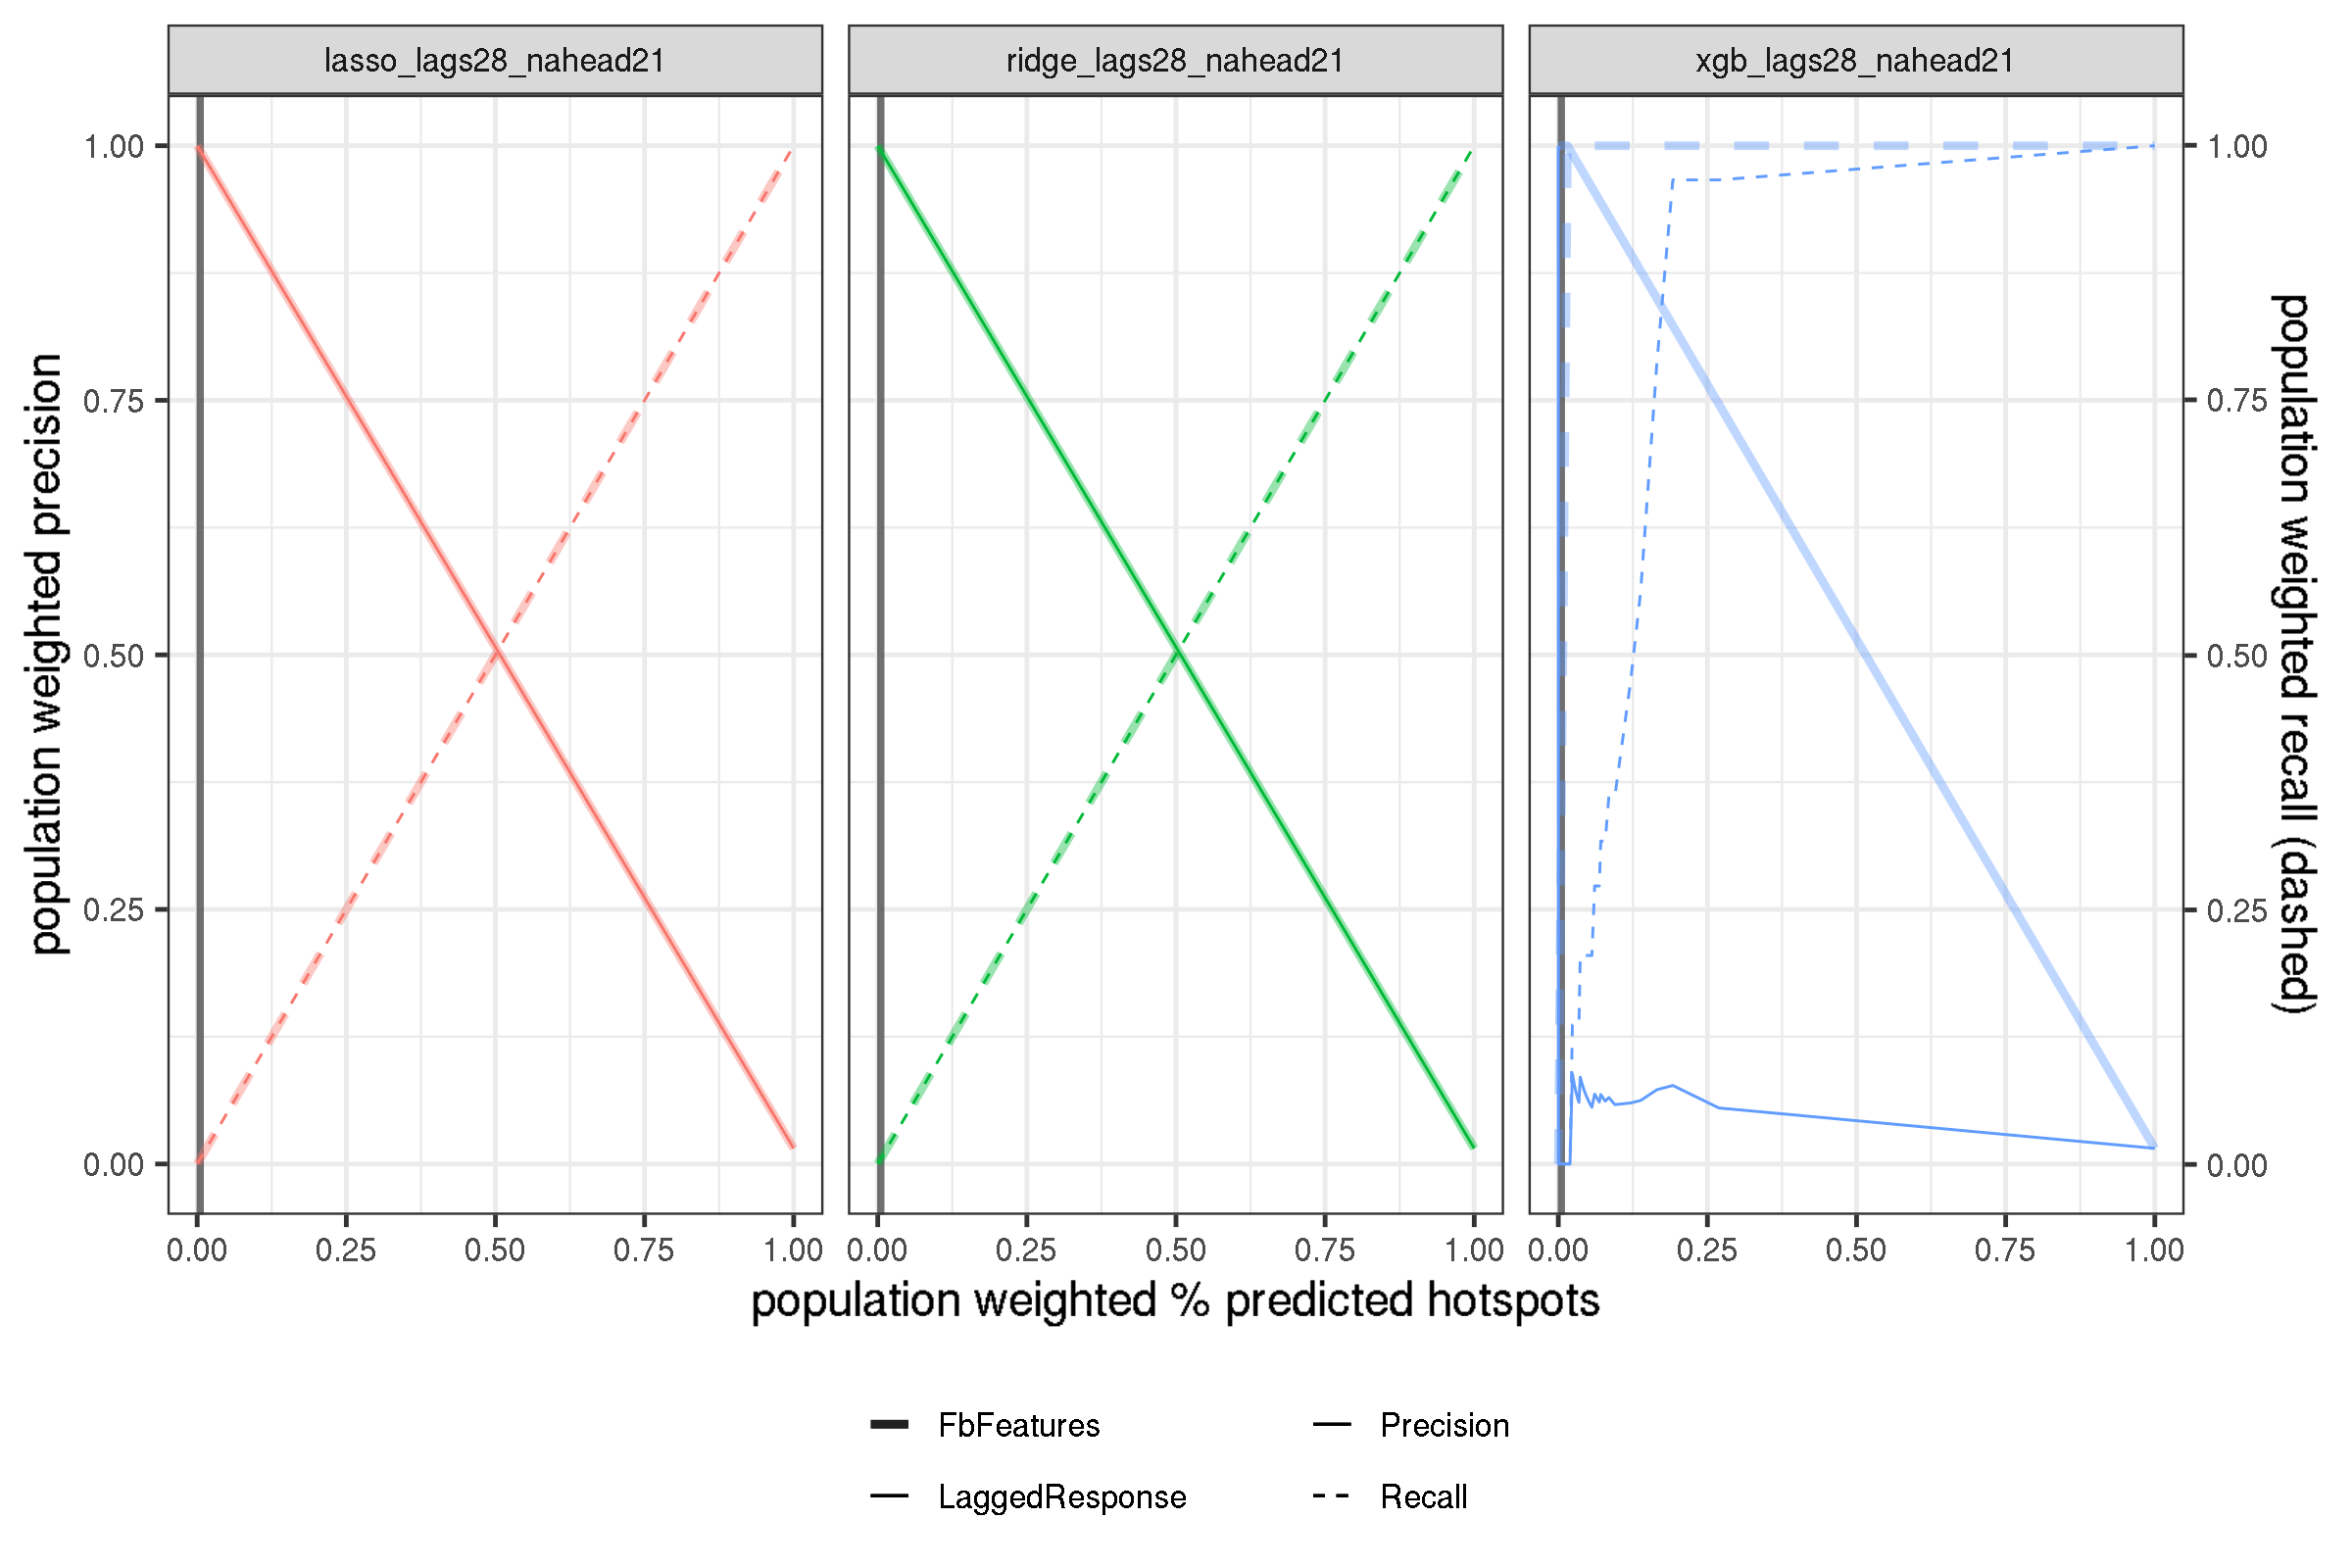 lasso_lags28_nahead21 ridge_lags28_nahead21 xgb_lags28_nahead21
population weighted precision
1.00
0.75
0.50
0.25
0.00
1.00
0.75
0.50
0.25
0.00
population weighted recall (dashed)
0.00 0.25 0.50 0.75 1.00 0.00 0.25 0.50 0.75 1.00 0.00 0.25 0.50 0.75 1.00
population weighted % predicted hotspots
FbFeatures Precision
LaggedResponse Recall